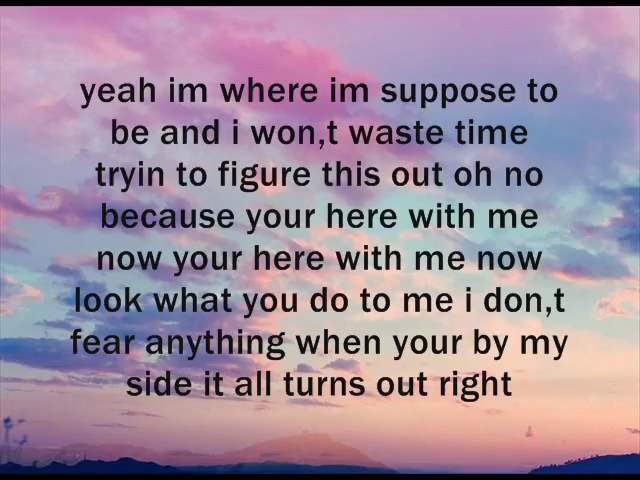 yeah im where im suppose to
be and i won,t waste time
tryin to figure this out oh no
because your here with me
now your here with me now
look what you do to me i don,t
fear anything when your by my
side it all turns out right